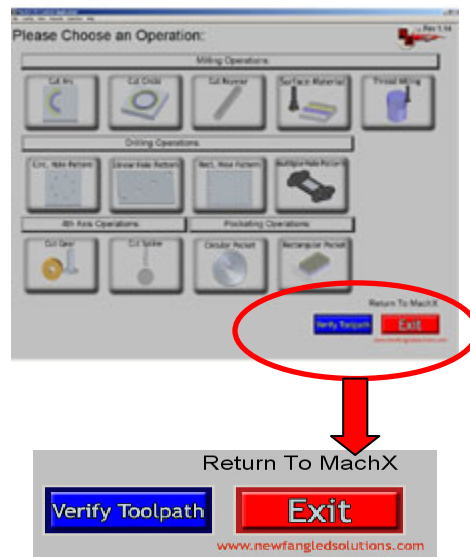 Please Choose an Operation:
Rev 1.14
Milling Operations
Cut Arc
Cut Circle
Cut Keyway
Surface Material
Thread Milling
Drilling Operations
Circ. Hole Pattern
Linear Hole Pattern
Rect. Hole Pattern
Multiple Hole Pattern
4th Axis Operations
Pocketing Operations
Cut Gear
Cut Spline
Circular Pocket
Rectangular Pocket
Return To MachX
Verify Toolpath
Exit
www.newfangledsolutions.com
Return To MachX
Verify Toolpath
Exit
www.newfangledsolutions.com